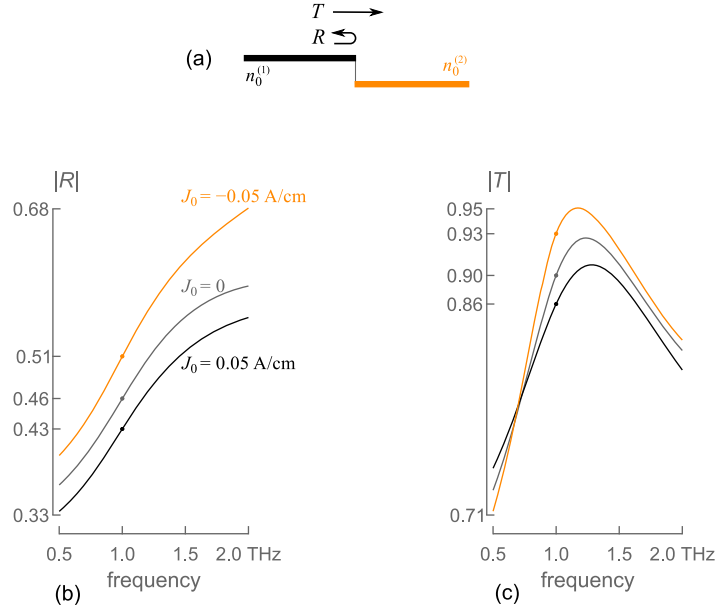 T
R
(a)
n₀⁽¹⁾
n₀⁽²⁾
|R|
0.68
0.51
0.46
0.43
0.33
J₀ = −0.05 A/cm
J₀ = 0
J₀ = 0.05 A/cm
0.5 1.0 1.5 2.0 THz
frequency
(b)
|T|
0.95
0.93
0.90
0.86
0.71
0.5 1.0 1.5 2.0 THz
frequency
(c)